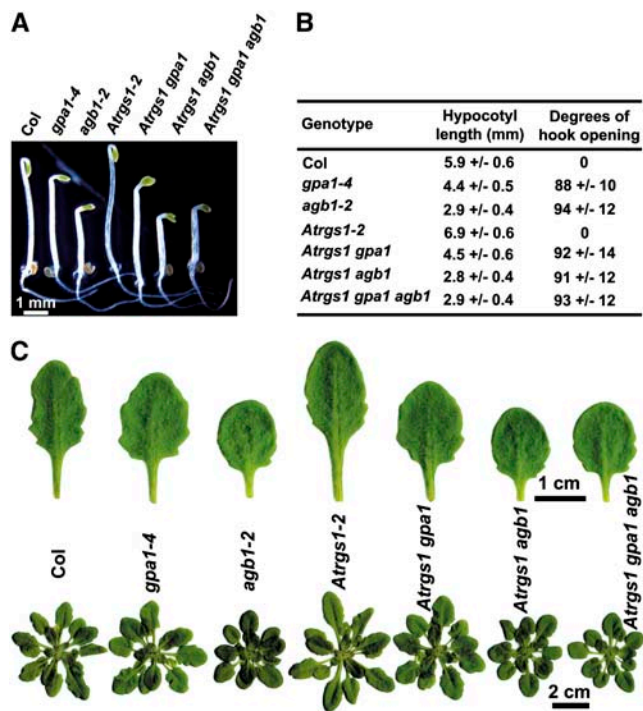 A
Col
gpa1-4
agb1-2
Atrgs1-2
Atrgs1 gpa1
Atrgs1 agb1
Atrgs1 gpa1 agb1
1 mm
B
Genotype Hypocotyl length (mm) Degrees of hook opening
Col 5.9 +/- 0.6 0
gpa1-4 4.4 +/- 0.5 88 +/- 10
agb1-2 2.9 +/- 0.4 94 +/- 12
Atrgs1-2 6.9 +/- 0.6 0
Atrgs1 gpa1 4.5 +/- 0.6 92 +/- 14
Atrgs1 agb1 2.8 +/- 0.4 91 +/- 12
Atrgs1 gpa1 agb1 2.9 +/- 0.4 93 +/- 12
C
1 cm
Col
gpa1-4
agb1-2
Atrgs1-2
Atrgs1 gpa1
Atrgs1 agb1
Atrgs1 gpa1 agb1
2 cm